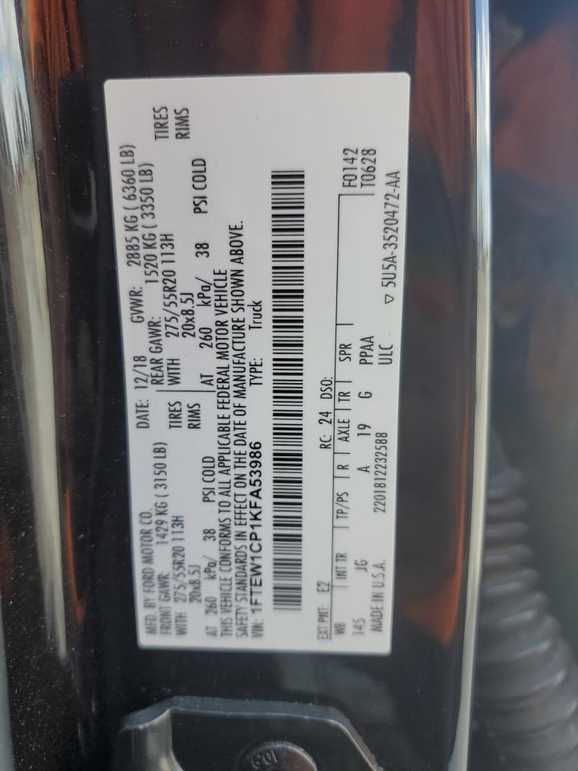 MFD. BY FORD MOTOR CO. DATE: 12/18 GVWR: 2885 KG ( 6360 LB)
FRONT GAWR: 1429 KG ( 3150 LB) REAR GAWR: 1520 KG ( 3350 LB)
WITH 275/55R20 113H TIRES WITH 275/55R20 113H TIRES
20x8.5J RIMS 20x8.5J RIMS
AT 260 kPa/ 38 PSI COLD AT 260 kPa/ 38 PSI COLD
THIS VEHICLE CONFORMS TO ALL APPLICABLE FEDERAL MOTOR VEHICLE
SAFETY STANDARDS IN EFFECT ON THE DATE OF MANUFACTURE SHOWN ABOVE.
VIN: 1FTEW1CP1KFA53986 TYPE: Truck
EXT PNT: E2 RC: 24 DSO: F0142
WB INT TR TP/PS R AXLE TR SPR T0628
145 JG A 19 G PPAA
ULC
MADE IN U.S.A. 2201812232588 ▽ 5U5A-3520472-AA